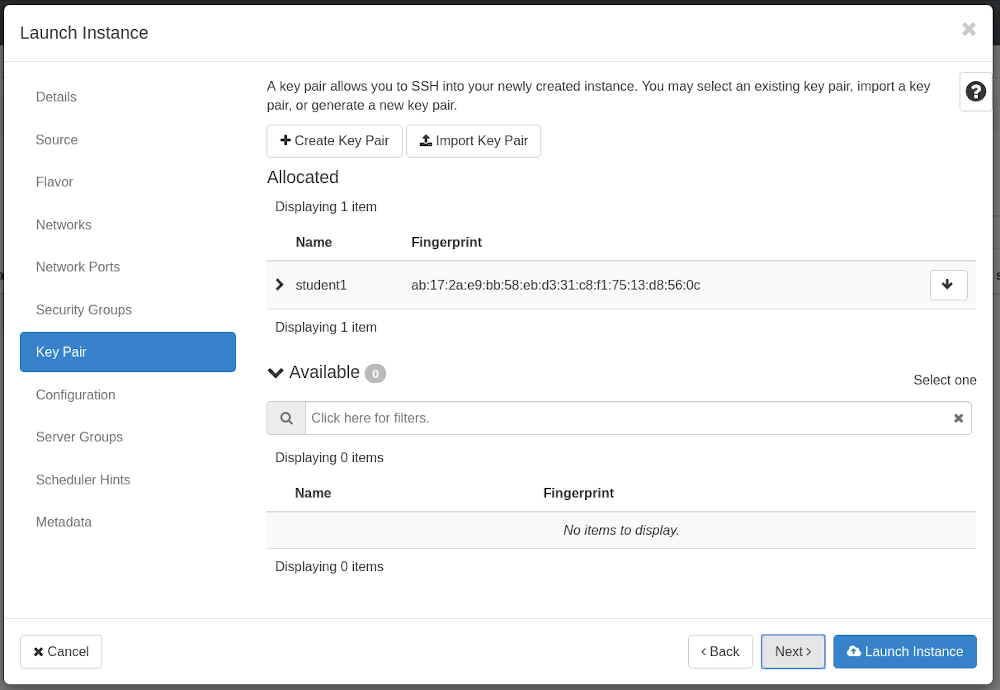 Launch Instance
Details
Source
Flavor
Networks
Network Ports
Security Groups
Key Pair
Configuration
Server Groups
Scheduler Hints
Metadata
A key pair allows you to SSH into your newly created instance. You may select an existing key pair, import a key
pair, or generate a new key pair.
Create Key Pair Import Key Pair
Allocated
Displaying 1 item
Name Fingerprint
student1 ab:17:2a:e9:bb:58:eb:d3:31:c8:f1:75:13:d8:56:0c
Displaying 1 item
Available 0
Select one
Click here for filters.
Displaying 0 items
Name Fingerprint
No items to display.
Displaying 0 items
Cancel < Back Next > Launch Instance